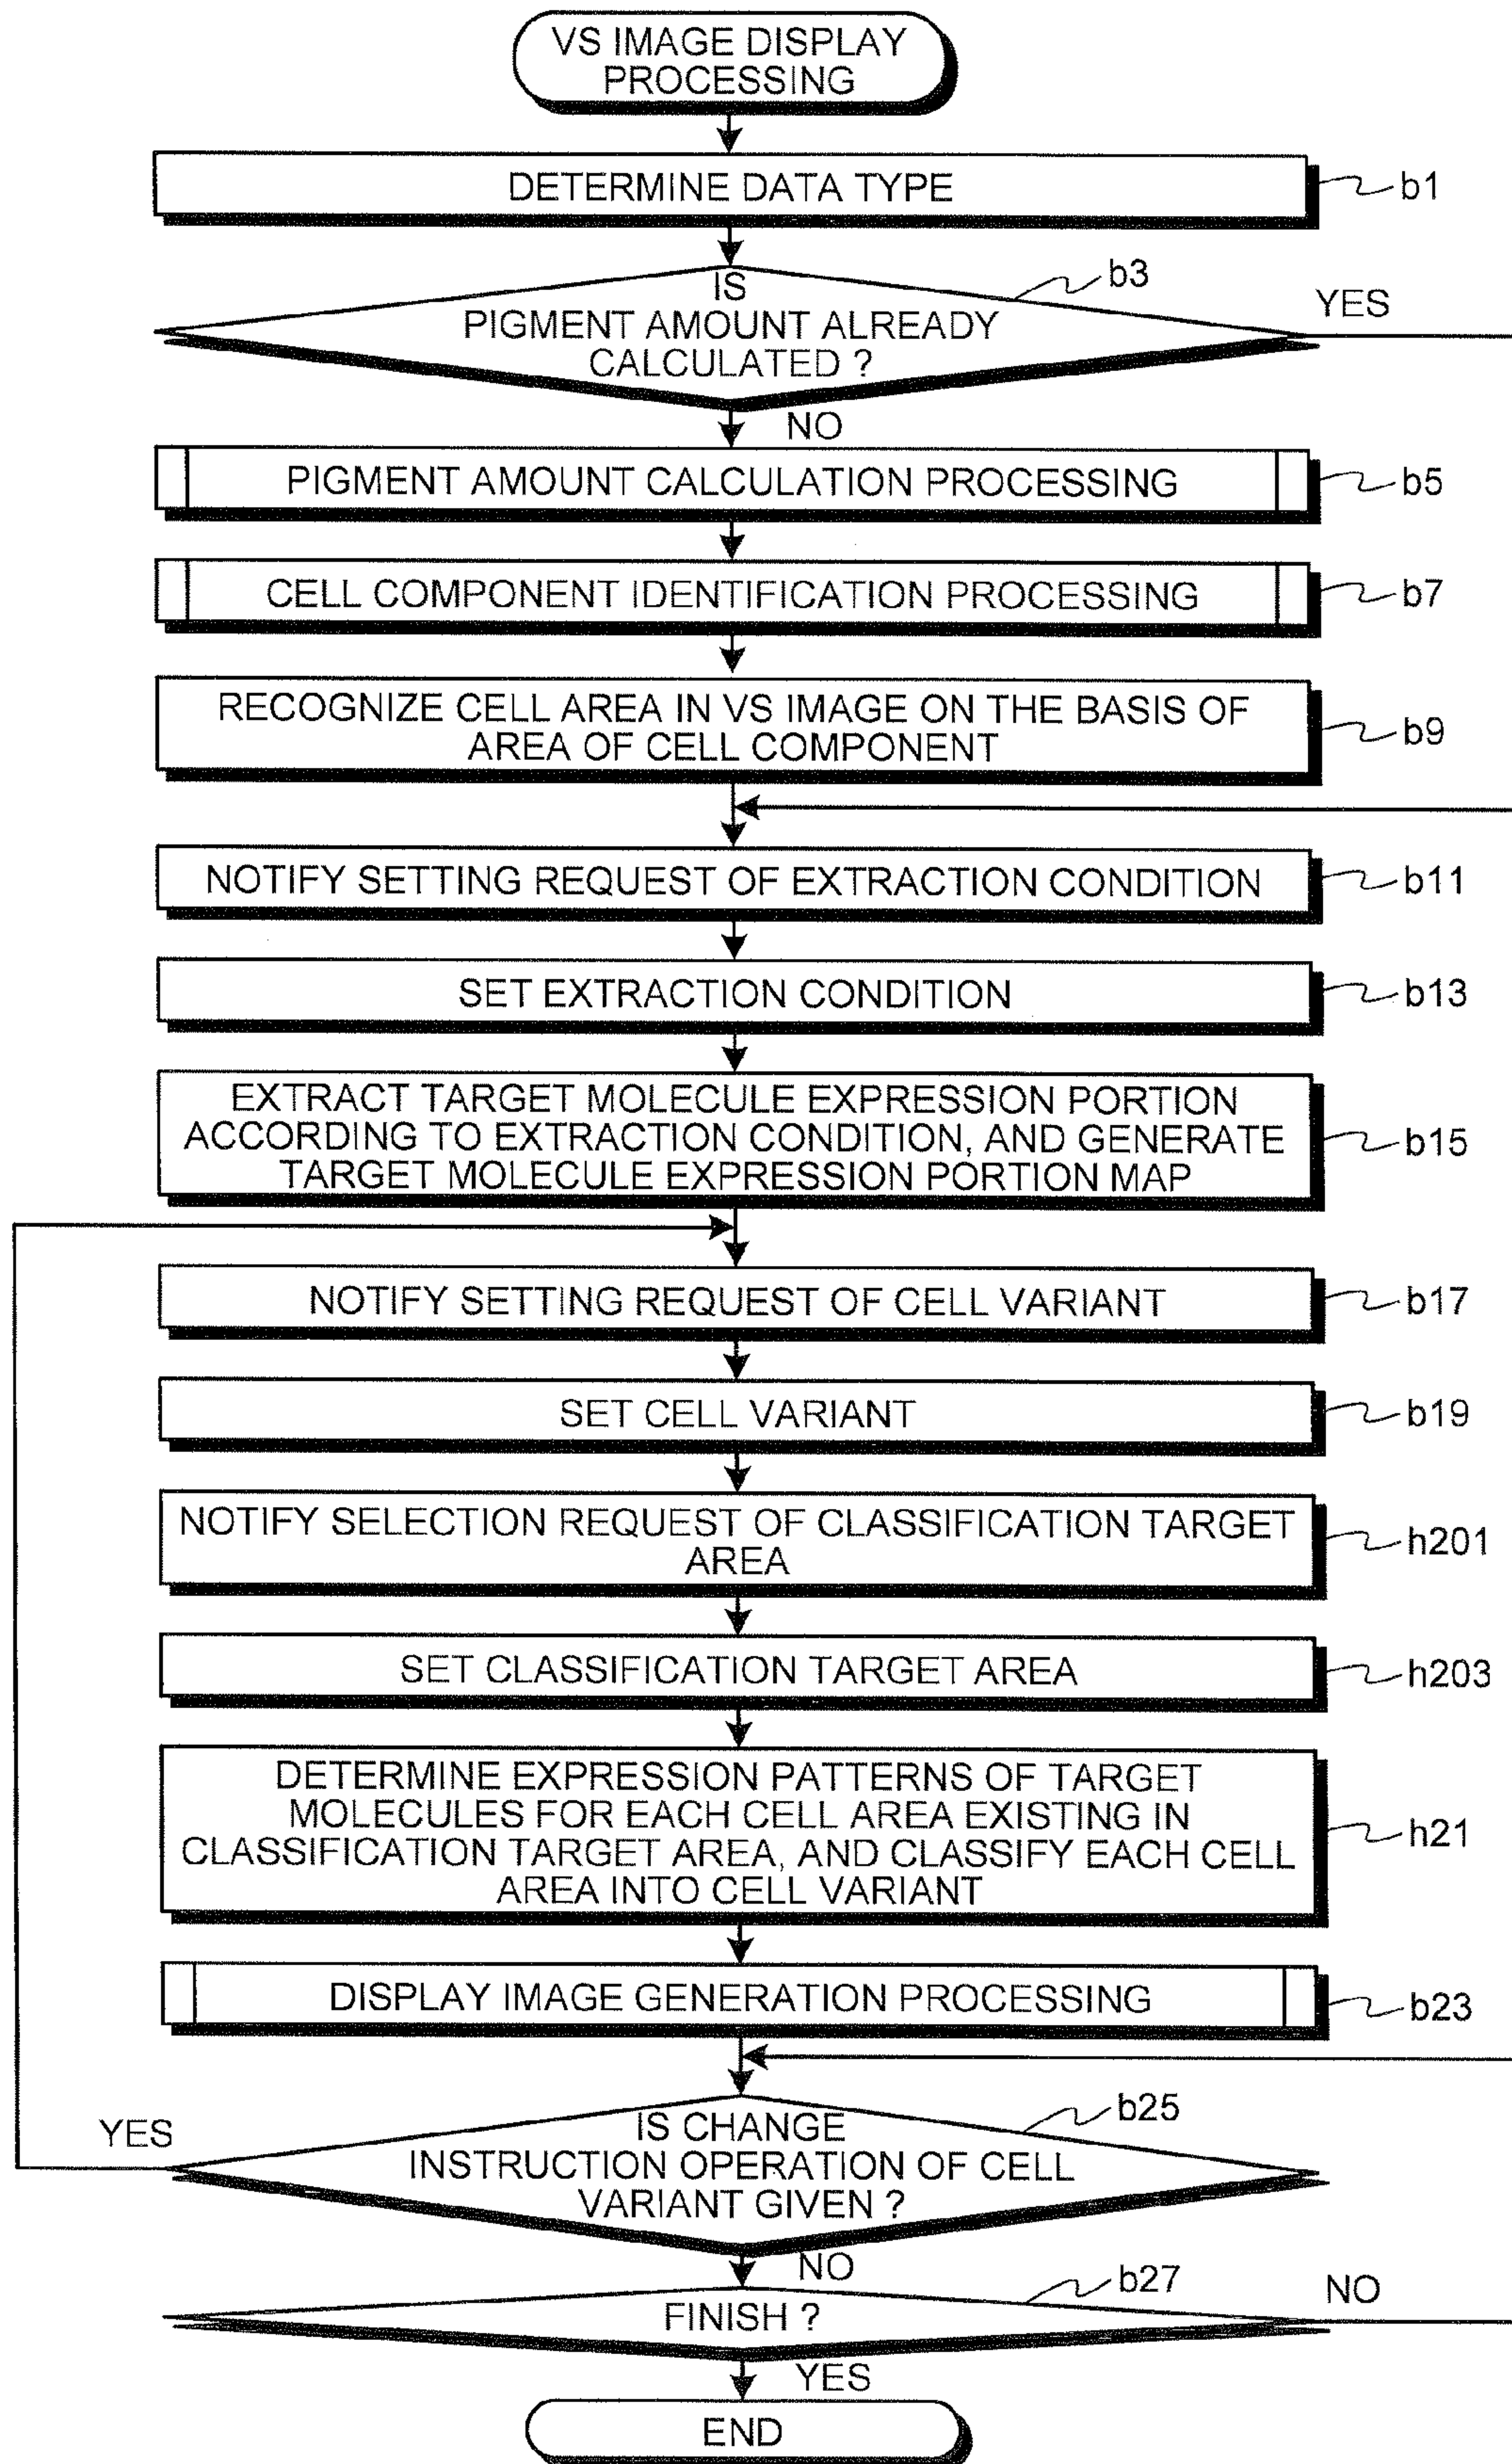 VS IMAGE DISPLAY
PROCESSING
DETERMINE DATA TYPE
b1
IS
PIGMENT AMOUNT ALREADY
CALCULATED ?
b3
YES
NO
PIGMENT AMOUNT CALCULATION PROCESSING
b5
CELL COMPONENT IDENTIFICATION PROCESSING
b7
RECOGNIZE CELL AREA IN VS IMAGE ON THE BASIS OF
AREA OF CELL COMPONENT
b9
NOTIFY SETTING REQUEST OF EXTRACTION CONDITION
b11
SET EXTRACTION CONDITION
b13
EXTRACT TARGET MOLECULE EXPRESSION PORTION
ACCORDING TO EXTRACTION CONDITION, AND GENERATE
TARGET MOLECULE EXPRESSION PORTION MAP
b15
NOTIFY SETTING REQUEST OF CELL VARIANT
b17
SET CELL VARIANT
b19
NOTIFY SELECTION REQUEST OF CLASSIFICATION TARGET
AREA
h201
SET CLASSIFICATION TARGET AREA
h203
DETERMINE EXPRESSION PATTERNS OF TARGET
MOLECULES FOR EACH CELL AREA EXISTING IN
CLASSIFICATION TARGET AREA, AND CLASSIFY EACH CELL
AREA INTO CELL VARIANT
h21
DISPLAY IMAGE GENERATION PROCESSING
b23
YES
IS CHANGE
INSTRUCTION OPERATION OF CELL
VARIANT GIVEN ?
b25
NO
FINISH ?
b27
NO
YES
END